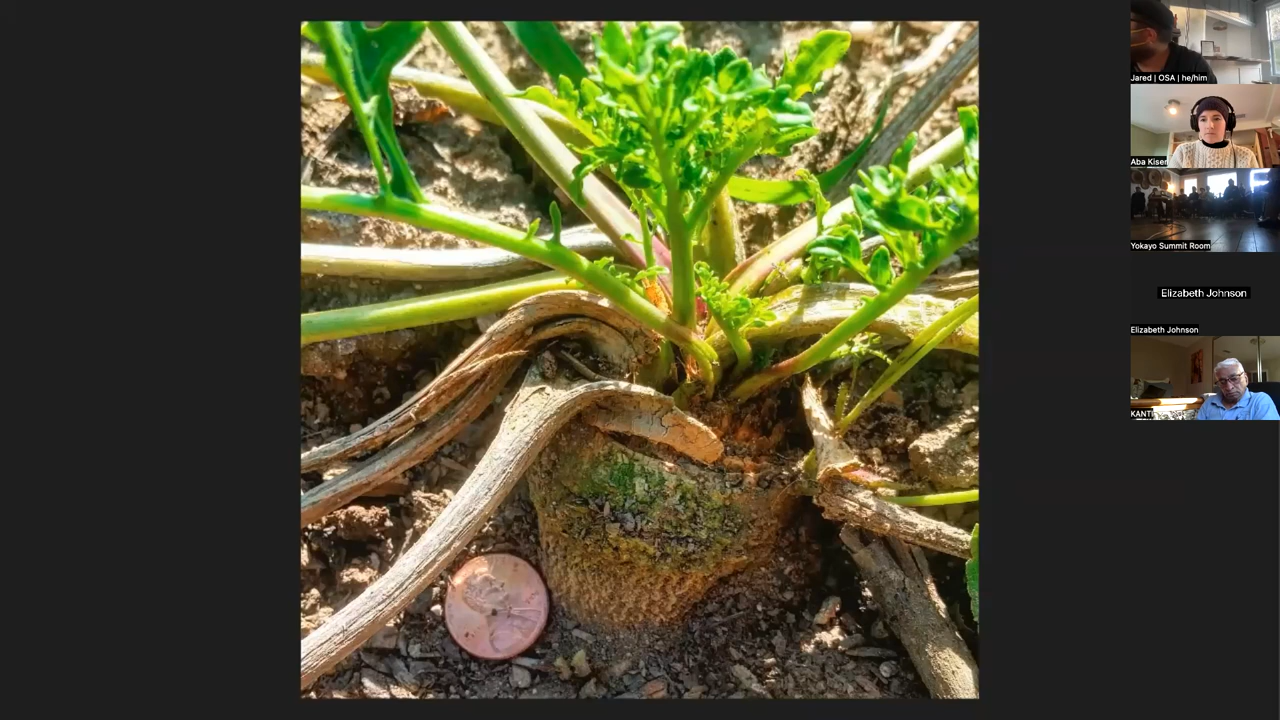 Jared | OSA | he/him
Aba Kiser
Yokayo Summit Room
Elizabeth Johnson
Elizabeth Johnson